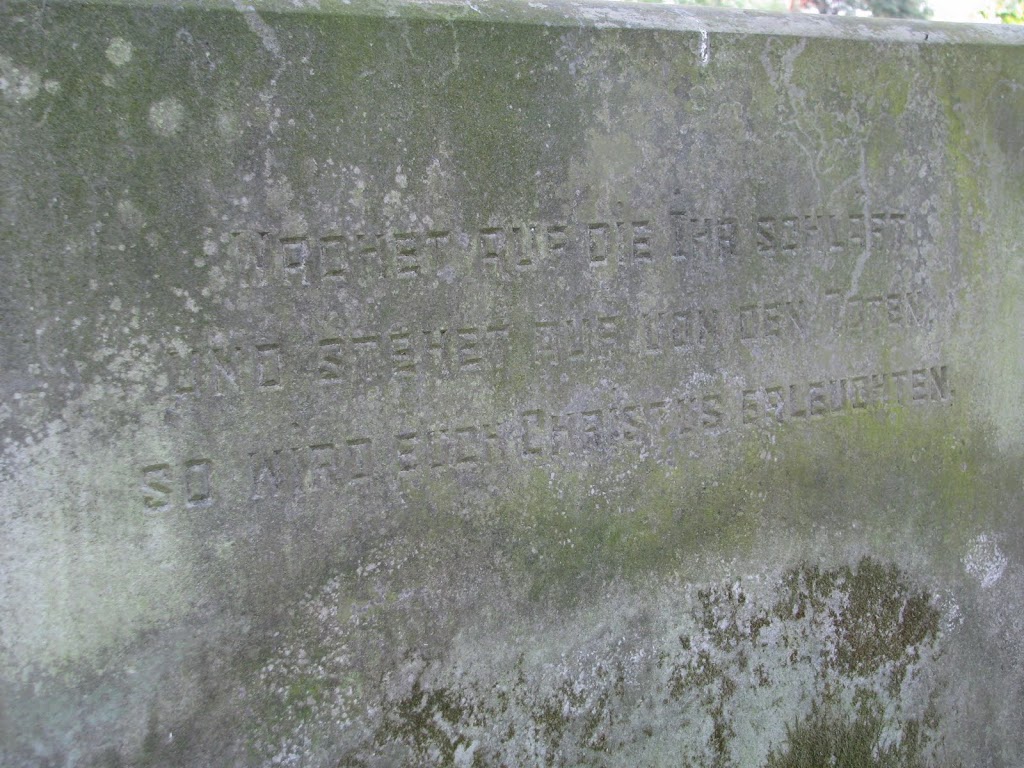 WACHET AUF DIE IHR SCHLAFT
UND STEHET AUF VON DEN TOTEN,
SO WIRD EUCH CHRISTUS ERLEUCHTEN.